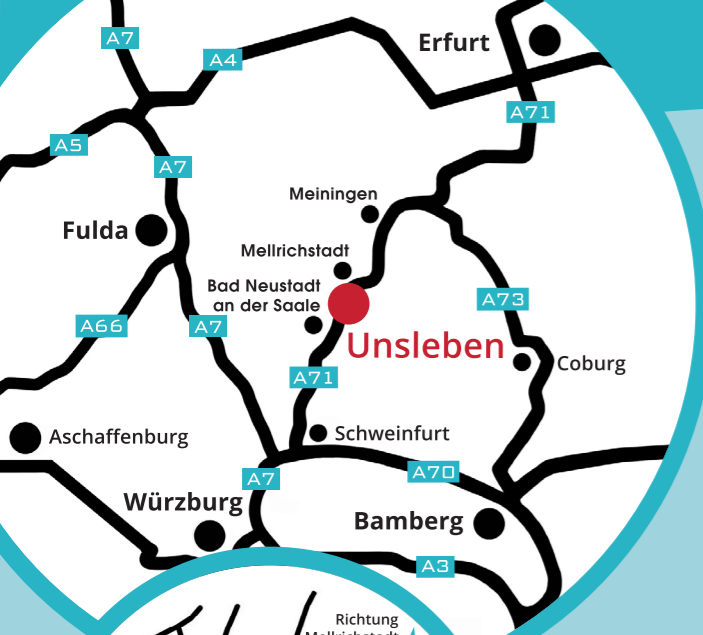 A7
Erfurt
A4
A71
A5
A7
Meiningen
Fulda
Mellrichstadt
Bad Neustadt
an der Saale
A73
A66
A7
Unsleben
Coburg
A71
Aschaffenburg
Schweinfurt
A70
A7
Würzburg
Bamberg
A3
Richtung
Mellrichstadt